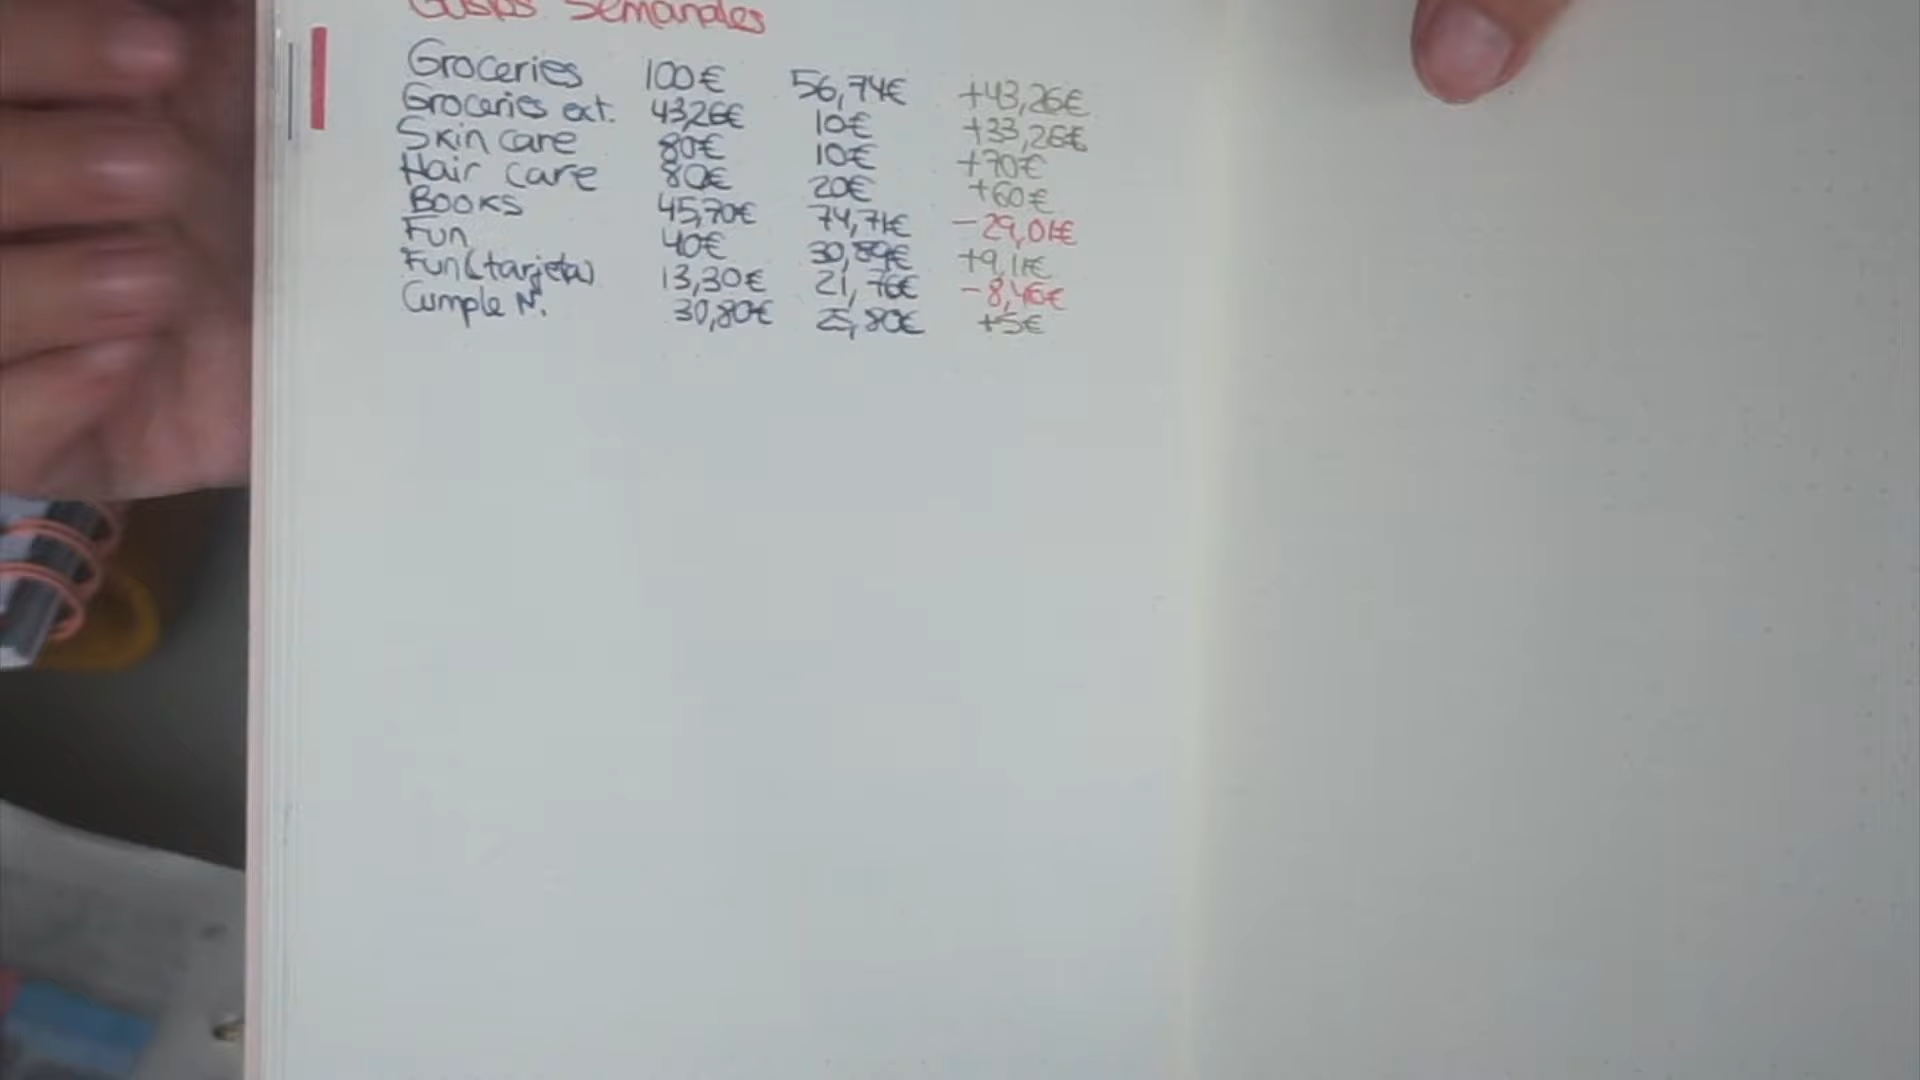 Gastos Semanales
Groceries 100€ 56,74€ +43,26€
Groceries ext. 43,26€ 10€ +33,26€
Skin care 80€ 10€ +70€
Hair care 80€ 20€ +60€
Books 45,70€ 74,71€ -29,01€
Fun 40€ 30,89€ +9,11€
Fun (tarjeta) 13,30€ 21,76€ -8,46€
Cumple N. 30,80€ 25,80€ +5€